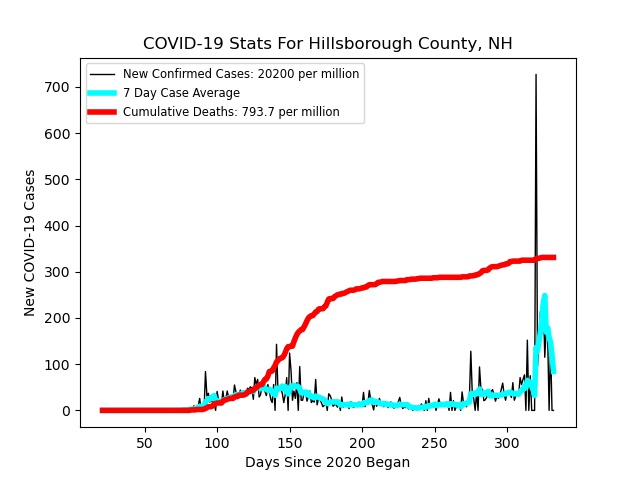 COVID-19 Stats For Hillsborough County, NH
New Confirmed Cases: 20200 per million
7 Day Case Average
Cumulative Deaths: 793.7 per million
New COVID-19 Cases
700
600
500
400
300
200
100
0
50 100 150 200 250 300
Days Since 2020 Began